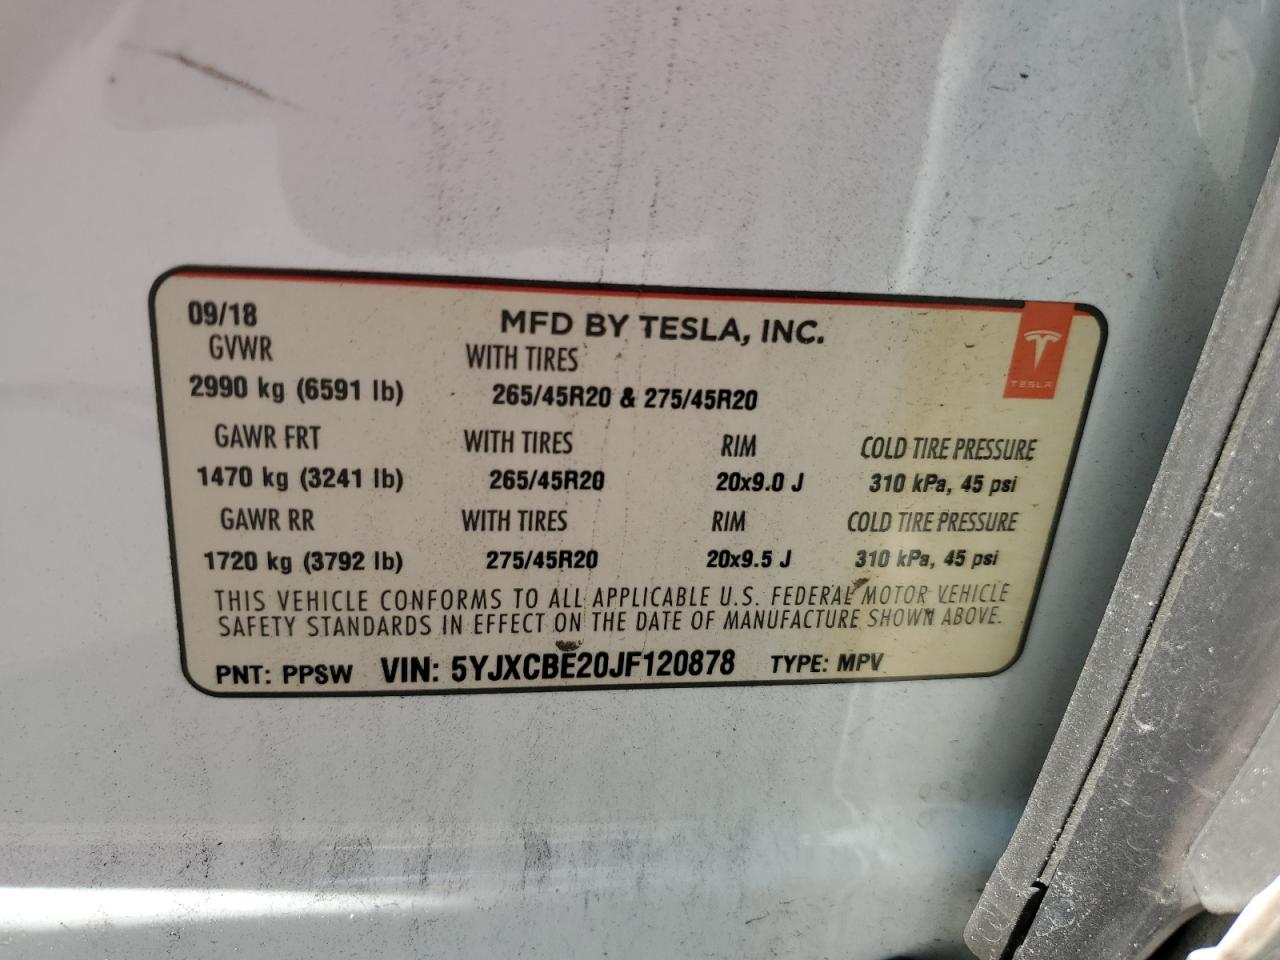 09/18 MFD BY TESLA, INC.
GVWR WITH TIRES
2990 kg (6591 lb) 265/45R20 & 275/45R20
GAWR FRT WITH TIRES RIM COLD TIRE PRESSURE
1470 kg (3241 lb) 265/45R20 20x9.0 J 310 kPa, 45 psi
GAWR RR WITH TIRES RIM COLD TIRE PRESSURE
1720 kg (3792 lb) 275/45R20 20x9.5 J 310 kPa, 45 psi
THIS VEHICLE CONFORMS TO ALL APPLICABLE U.S. FEDERAL MOTOR VEHICLE
SAFETY STANDARDS IN EFFECT ON THE DATE OF MANUFACTURE SHOWN ABOVE.
PNT: PPSW VIN: 5YJXCBE20JF120878 TYPE: MPV
TESLA